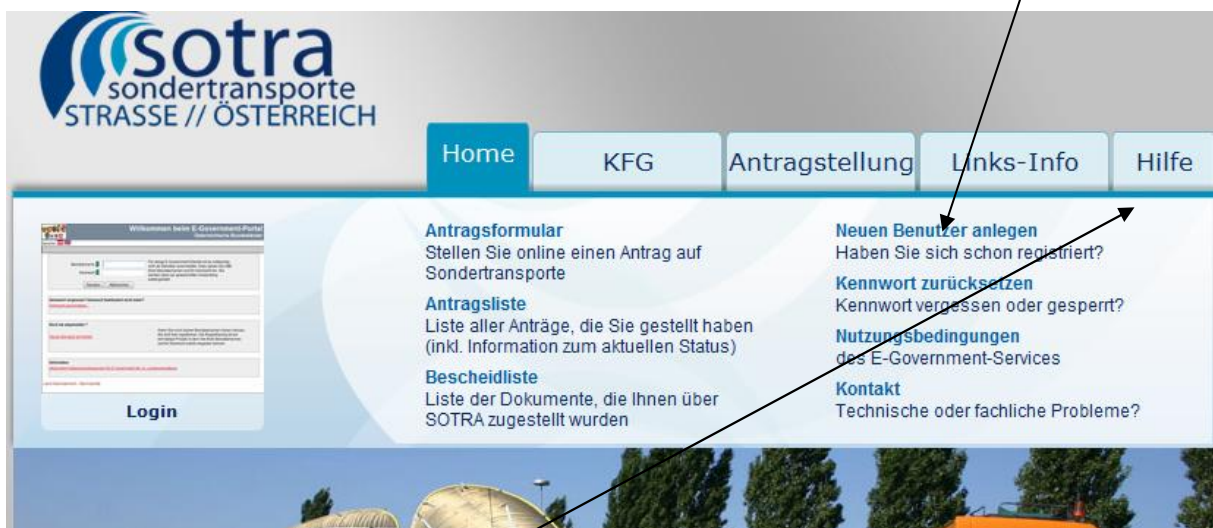 sotra
sondertransporte
STRASSE // ÖSTERREICH
Home
KFG
Antragstellung
Links-Info
Hilfe
Willkommen beim E-Government-Portal
Login
Antragsformular
Stellen Sie online einen Antrag auf
Sondertransporte
Antragsliste
Liste aller Anträge, die Sie gestellt haben
(inkl. Information zum aktuellen Status)
Bescheidliste
Liste der Dokumente, die Ihnen über
SOTRA zugestellt wurden
Neuen Benutzer anlegen
Haben Sie sich schon registriert?
Kennwort zurücksetzen
Kennwort vergessen oder gesperrt?
Nutzungsbedingungen
des E-Government-Services
Kontakt
Technische oder fachliche Probleme?